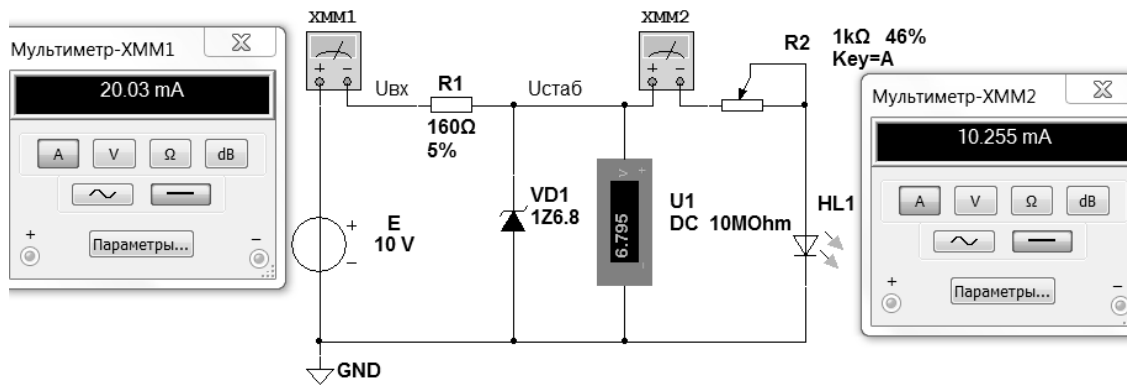 XMM1
XMM2
Мультиметр-XMM1
20.03 mA
A
V
Ω
dB
+
−
Параметры...
+
−
Uвх
R1
160Ω
5%
Uстаб
+
−
R2
1kΩ 46%
Key=A
E
10 V
+
−
VD1
1Z6.8
V
+
6.795
−
U1
DC 10MOhm
HL1
GND
Мультиметр-XMM2
10.255 mA
A
V
Ω
dB
+
−
Параметры...